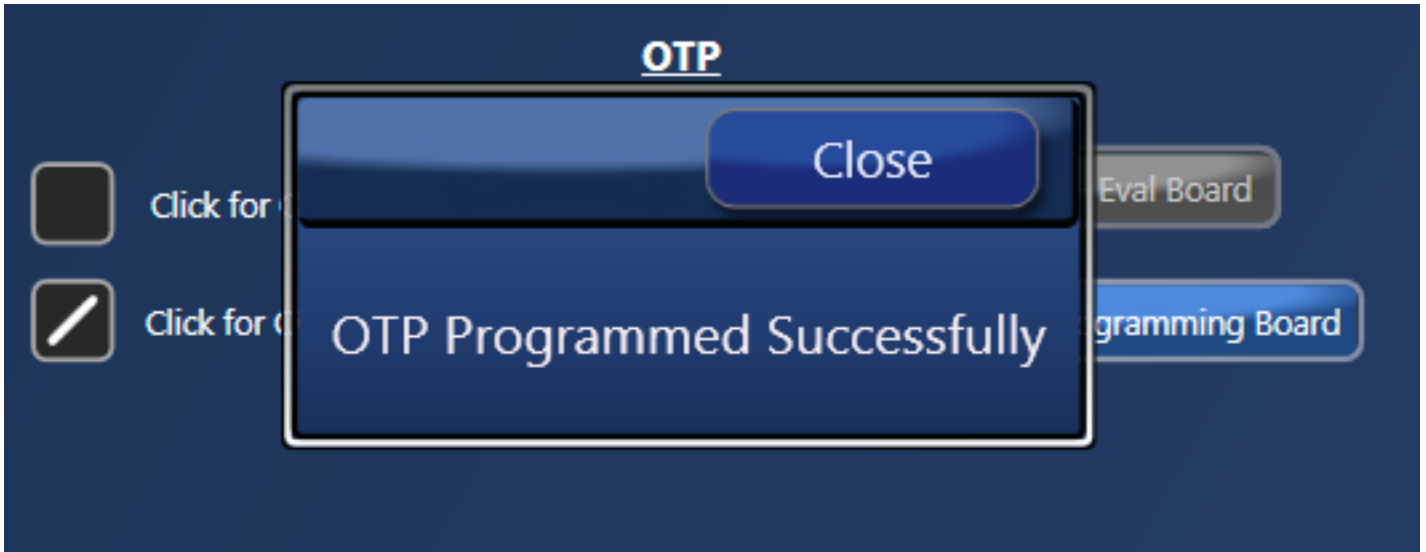 OTP
Close
Click for
Eval Board
OTP Programmed Successfully
Click for
gramming Board